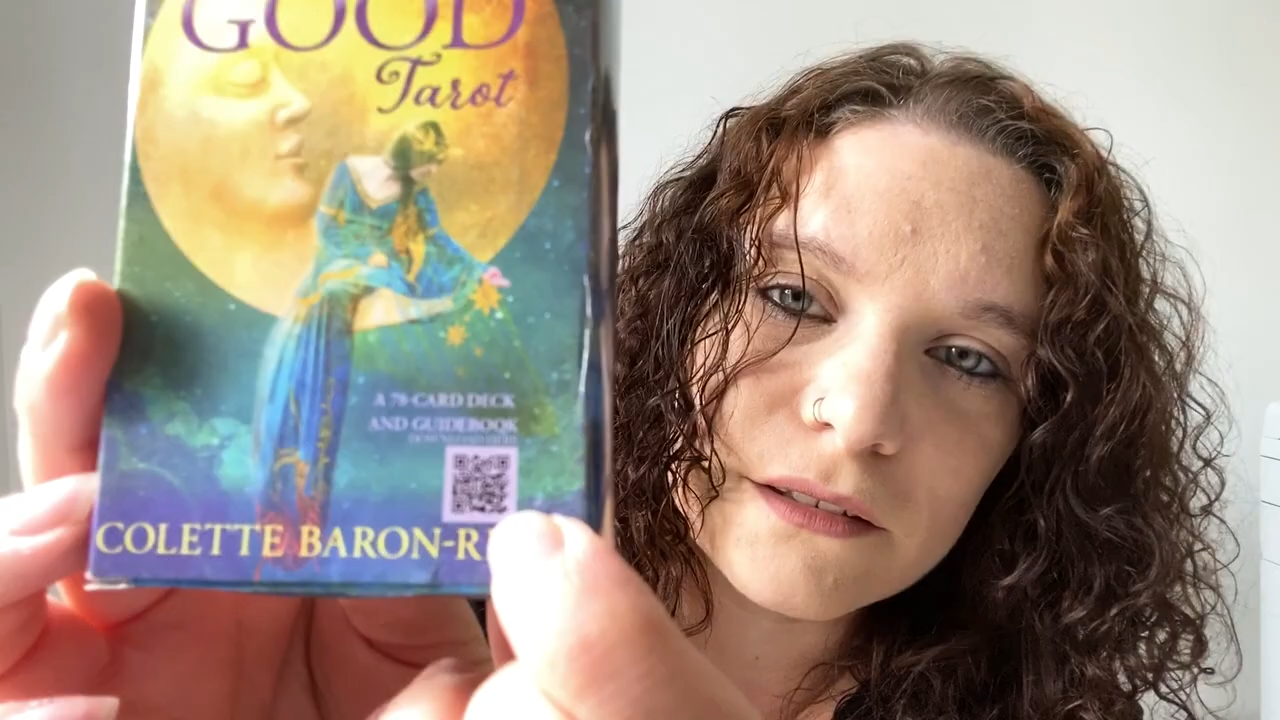 GOOD
Tarot
A 78-CARD DECK
AND GUIDEBOOK
COLETTE BARON-R